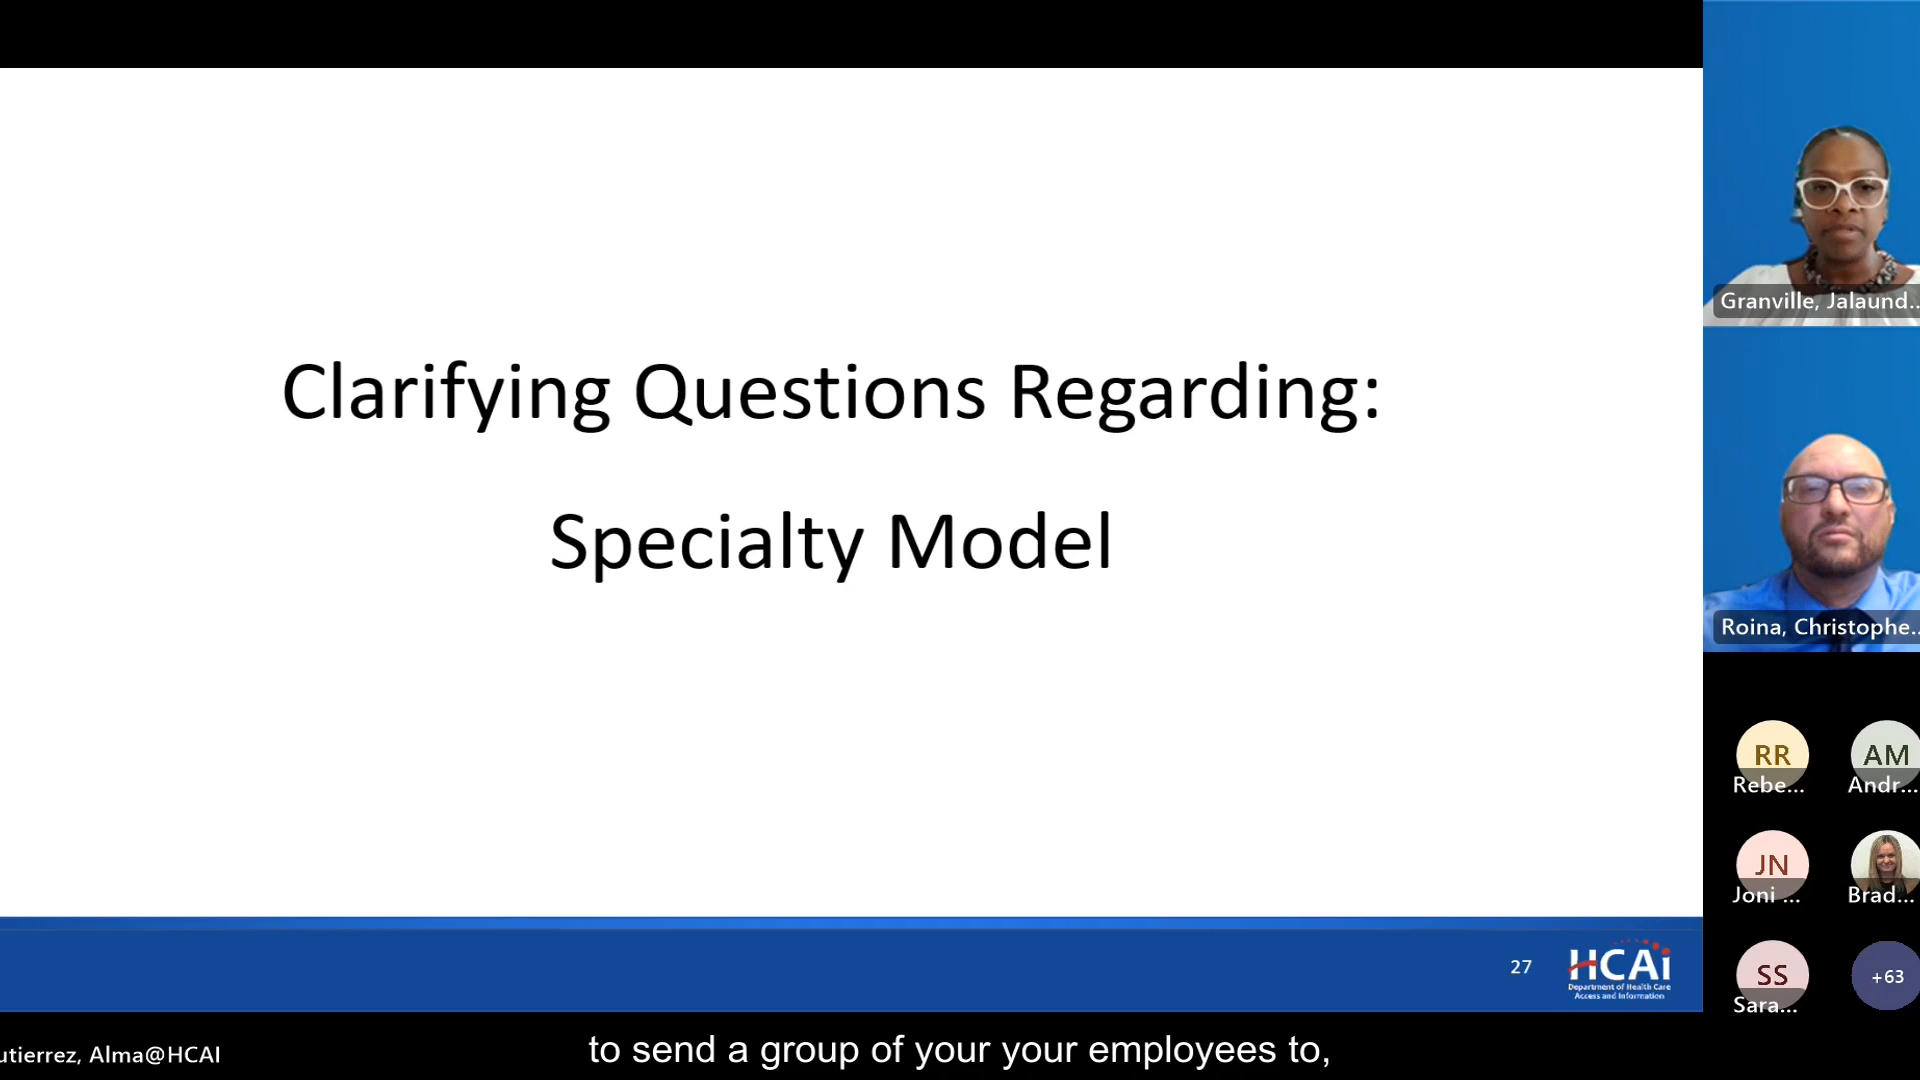 Clarifying Questions Regarding:
Specialty Model
Granville, Jalaund...
Roina, Christophe...
RR
AM
Rebe...
Andr...
JN
Joni ...
Brad...
SS
+63
Sara...
27
HCAi
Department of Health Care
Access and Information
utierrez, Alma@HCAI
to send a group of your your employees to,